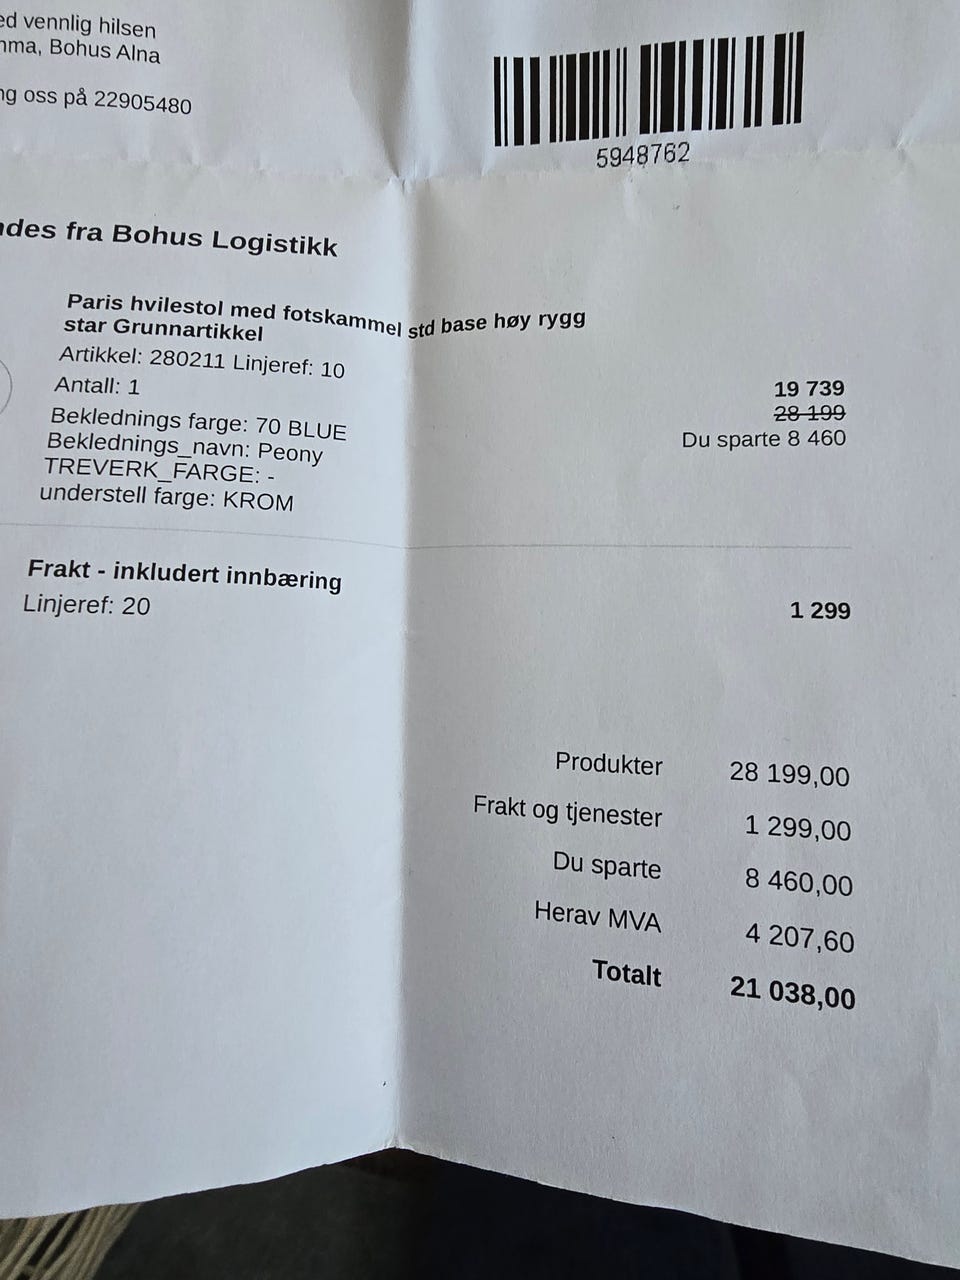 vennlig hilsen
Bohus Alna
oss på 22905480
5948762
fra Bohus Logistikk
Paris hvilestol med fotskammel std base høy rygg
star Grunnartikkel
Artikkel: 280211 Linjeref: 10
Antall: 1
19 739
Beklednings farge: 70 BLUE
28 199
Beklednings_navn: Peony
Du sparte 8 460
TREVERK_FARGE: -
understell farge: KROM
Frakt - inkludert innbæring
Linjeref: 20
1 299
Produkter 28 199,00
Frakt og tjenester 1 299,00
Du sparte 8 460,00
Herav MVA 4 207,60
Totalt 21 038,00